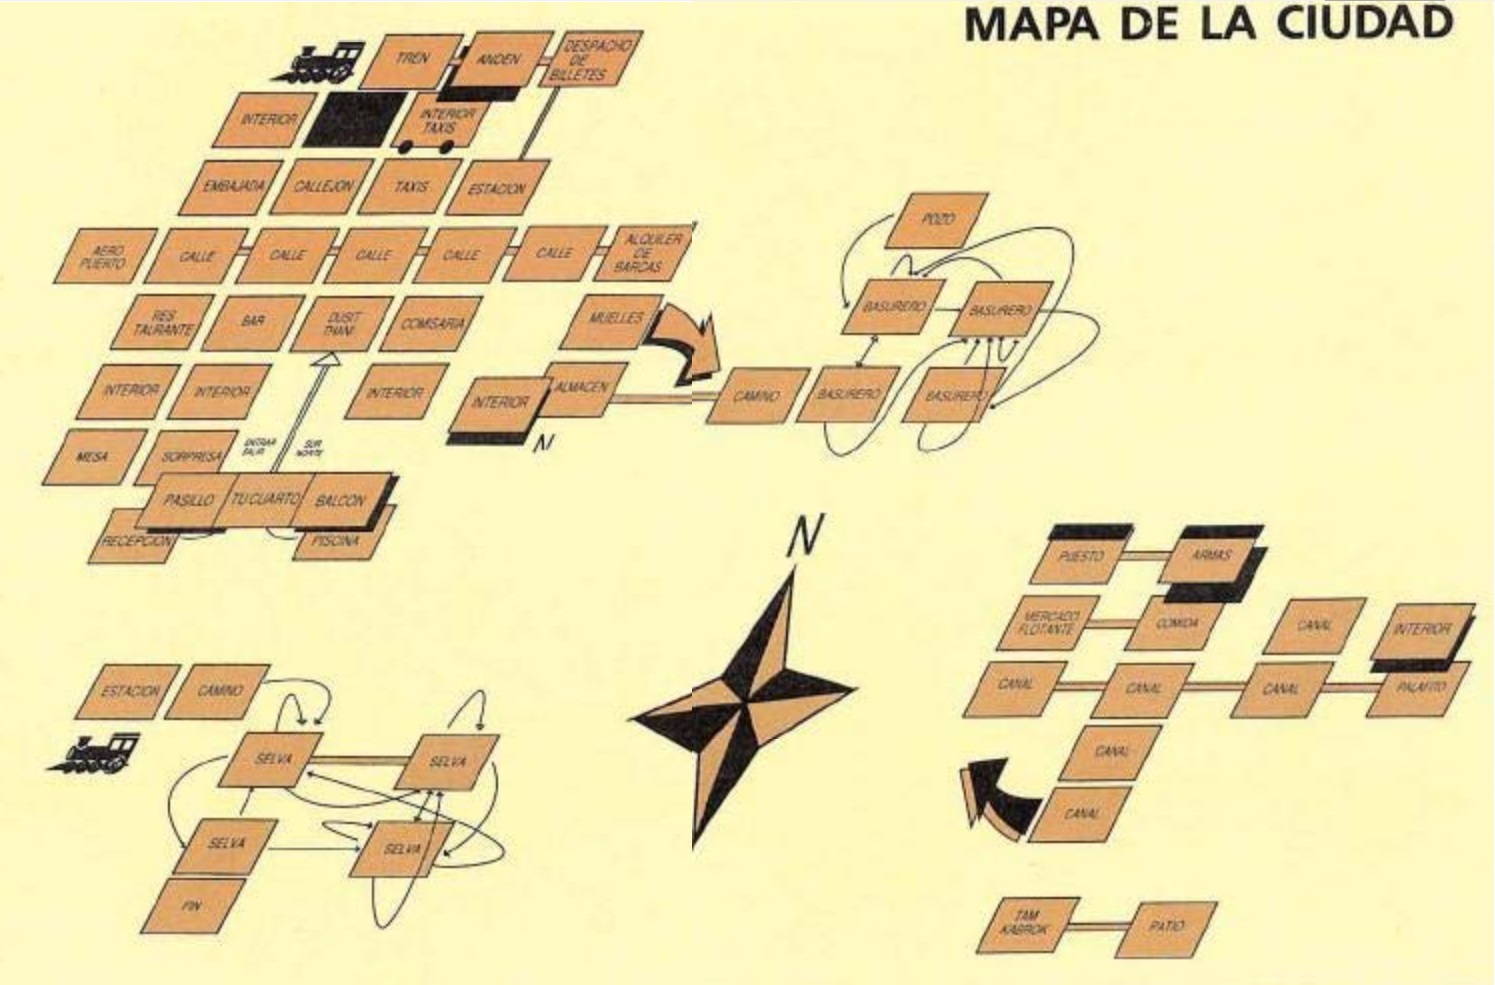 MAPA DE LA CIUDAD
TREN
ANDEN
DESPACHO
DE
BILLETES
INTERIOR
INTERIOR
TAXIS
EMBAJADA
CALLEJON
TAXIS
ESTACION
AERO
PUERTO
CALLE
CALLE
CALLE
CALLE
CALLE
ALQUILER
DE
BARCAS
RES
TAURANTE
BAR
DUSIT
THANI
COMISARIA
MUELLES
INTERIOR
INTERIOR
INTERIOR
INTERIOR
ALMACEN
N
CAMINO
POZO
BASURERO
BASURERO
BASURERO
BASURERO
MESA
SORPRESA
ENTRAR
SALIR
SUR
NORTE
PASILLO
TU CUARTO
BALCON
RECEPCION
PISCINA
N
PUESTO
ARMAS
MERCADO
FLOTANTE
COMIDA
CANAL
INTERIOR
CANAL
CANAL
CANAL
PALAFITO
CANAL
CANAL
ESTACION
CAMINO
SELVA
SELVA
SELVA
SELVA
FIN
TAM
KABROK
PATIO